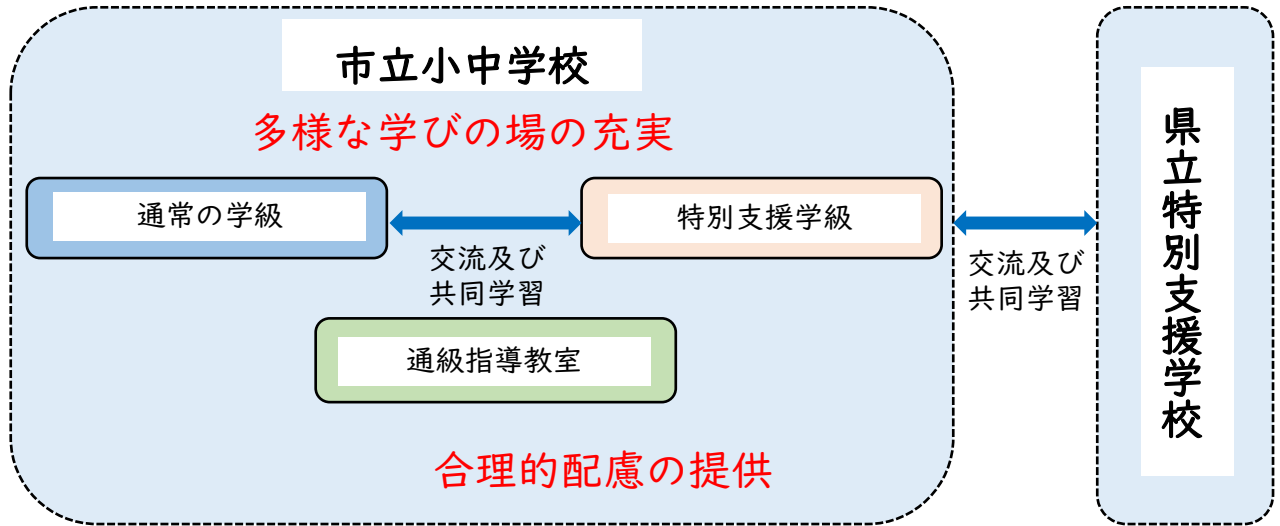 市立小中学校
多様な学びの場の充実
通常の学級
特別支援学級
交流及び
共同学習
通級指導教室
合理的配慮の提供
交流及び
共同学習
県立特別支援学校